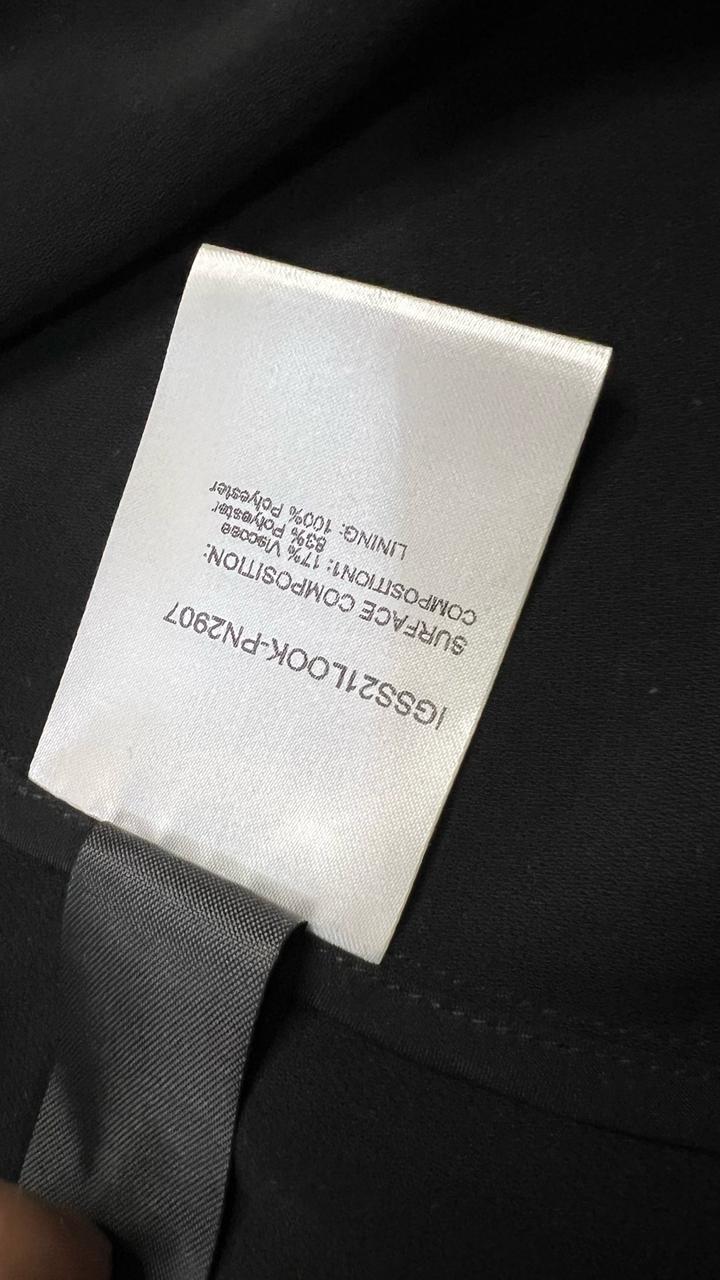 IGSS21LOOK-PN2907
SURFACE COMPOSITION:
COMPOSITION1: 17% Viscose
83% Polyester
LINING: 100% Polyester